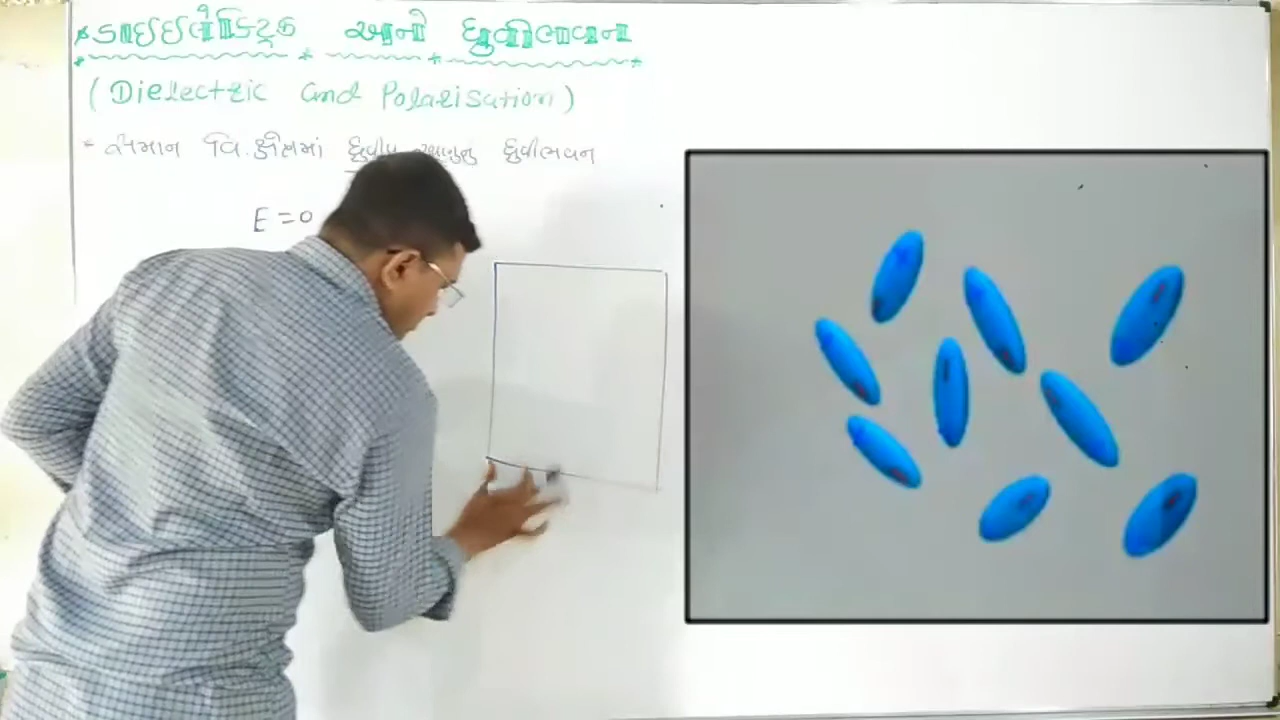 * ડાઇઇલેક્ટ્રિક અને ધ્રુવીભવન
(Dielectric and Polarisation)
* સમાન વિ.ક્ષેત્રમાં ધ્રુવીય અણુનું ધ્રુવીભવન
E = 0